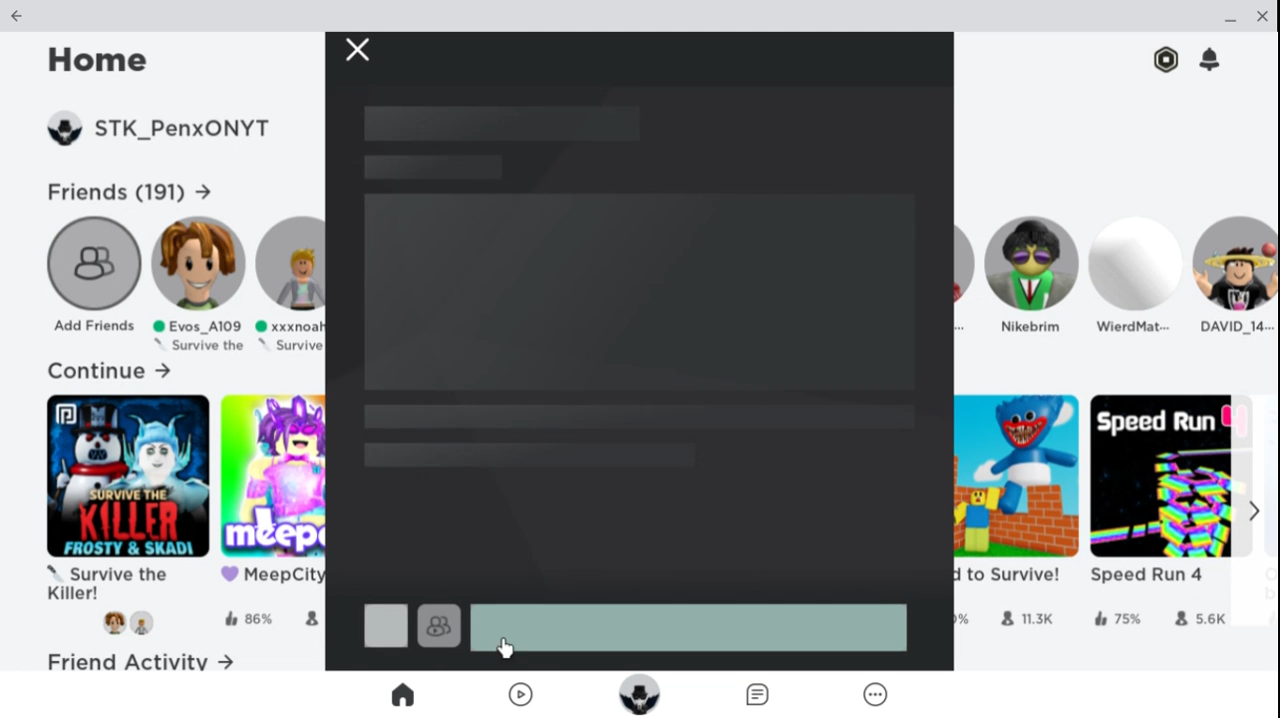 Home
STK_PenxONYT
Friends (191)
Add Friends
Evos_A109
Survive the
xxxnoah
Survive
Nikebrim
WierdMat...
DAVID_14...
Continue
SURVIVE THE
KILLER
FROSTY & SKADI
meep
Speed Run 4
Survive the
Killer!
MeepCity
86%
d to Survive!
11.3K
Speed Run 4
75%
5.6K
Friend Activity